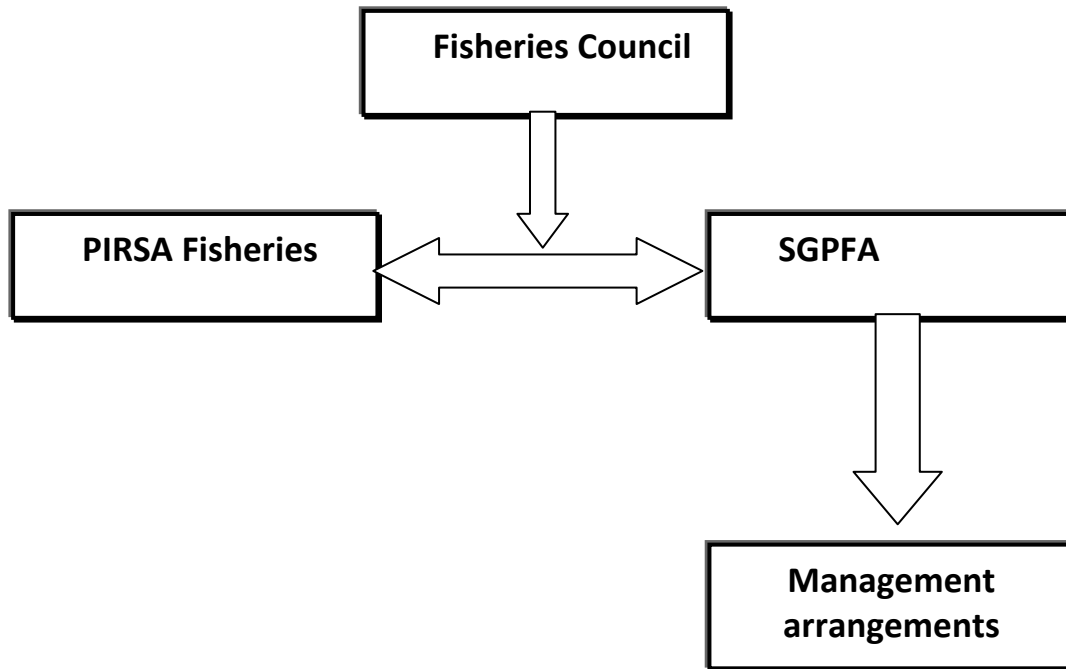 Fisheries Council
PIRSA Fisheries
SGPFA
Management
arrangements